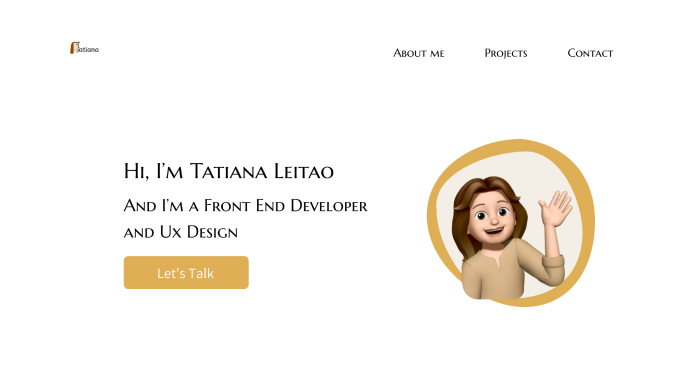 Tatiana
About me Projects Contact
Hi, I'm Tatiana Leitao
And I'm a Front End Developer
and Ux Design
Let's Talk